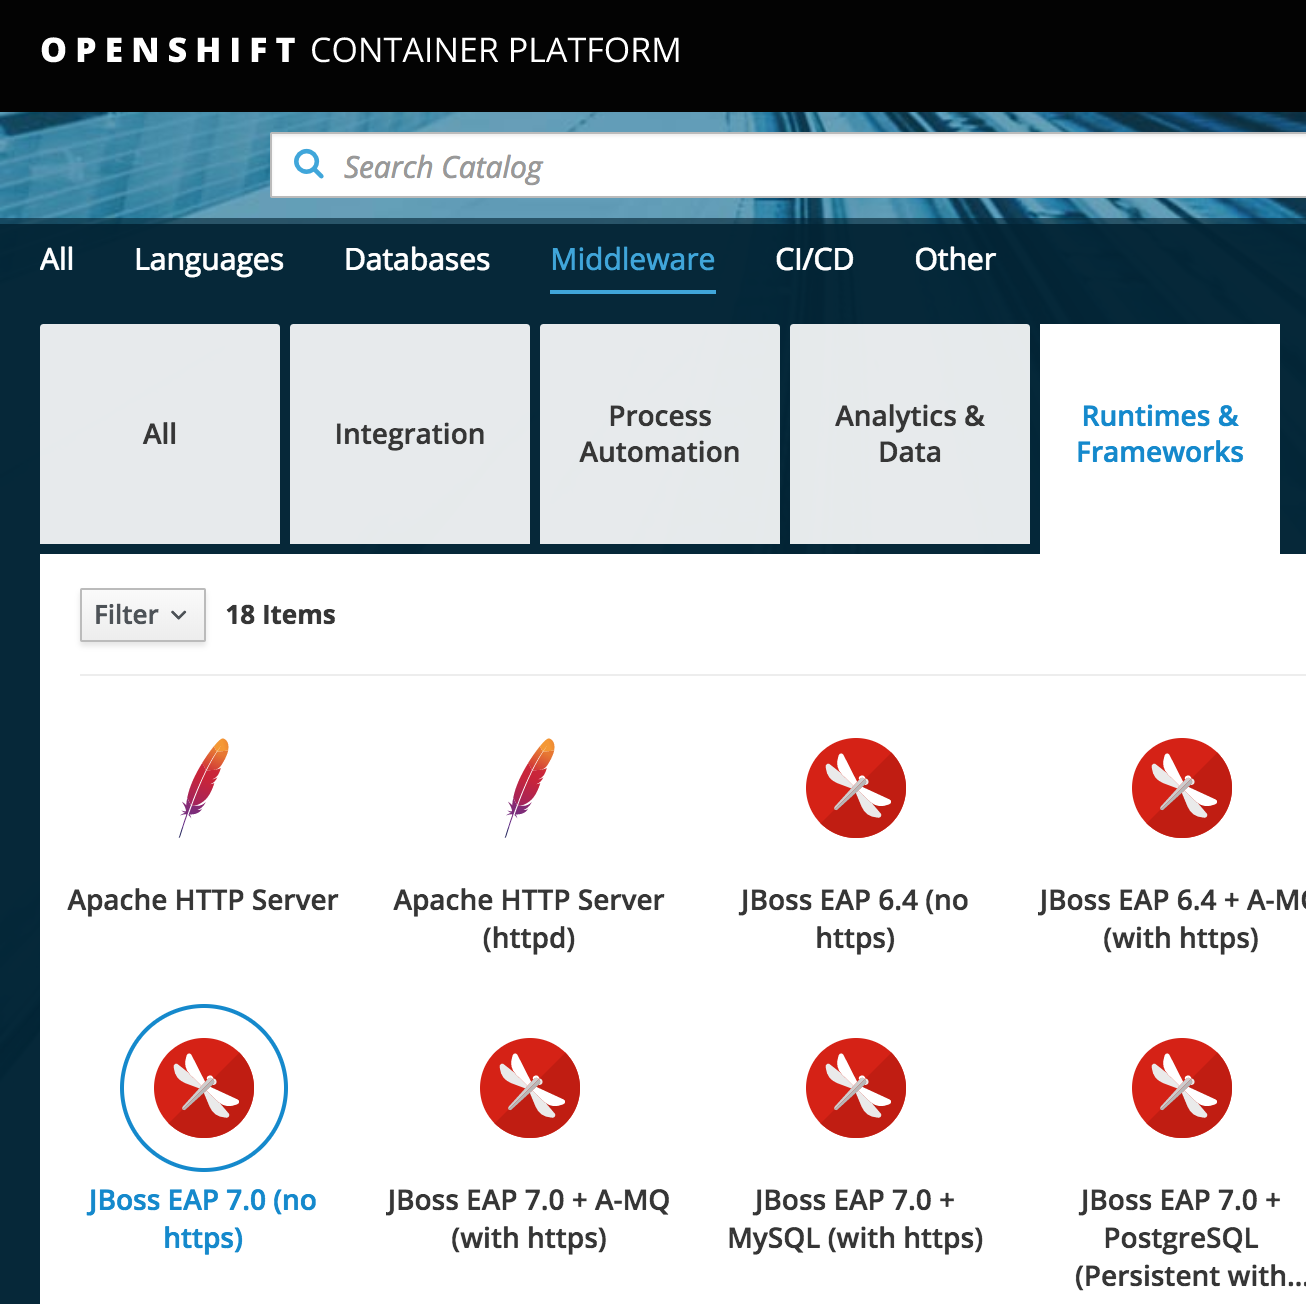 OPENSHIFT CONTAINER PLATFORM
Search Catalog
All Languages Databases Middleware CI/CD Other
All
Integration
Process
Automation
Analytics &
Data
Runtimes &
Frameworks
Filter 18 Items
Apache HTTP Server
Apache HTTP Server
(httpd)
JBoss EAP 6.4 (no
https)
JBoss EAP 6.4 + A-MQ
(with https)
JBoss EAP 7.0 (no
https)
JBoss EAP 7.0 + A-MQ
(with https)
JBoss EAP 7.0 +
MySQL (with https)
JBoss EAP 7.0 +
PostgreSQL
(Persistent with...